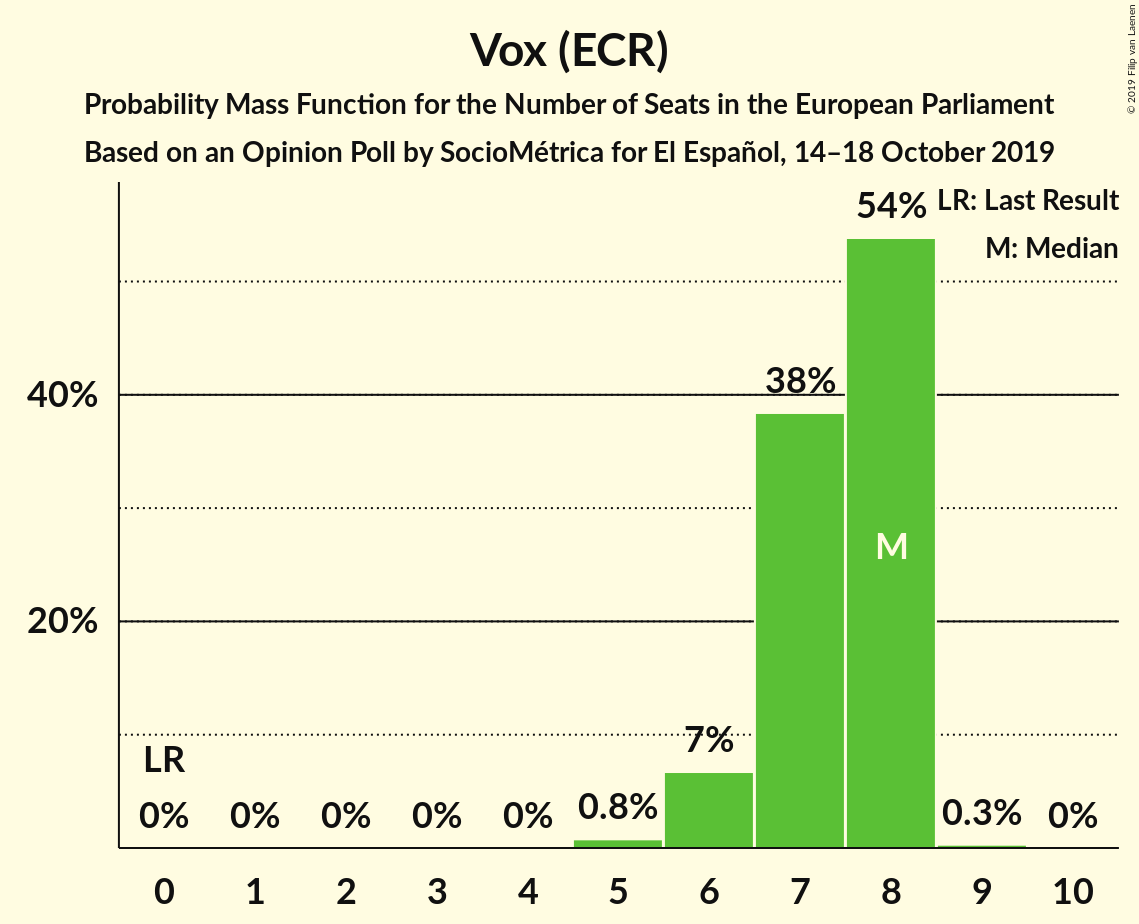 Vox (ECR)
Probability Mass Function for the Number of Seats in the European Parliament
Based on an Opinion Poll by SocioMétrica for El Español, 14–18 October 2019
© 2019 Filip van Laenen
LR: Last Result
M: Median
40%
20%
LR
0%
0%
0%
0%
0%
0.8%
7%
38%
54%
M
0.3%
0%
0 1 2 3 4 5 6 7 8 9 10